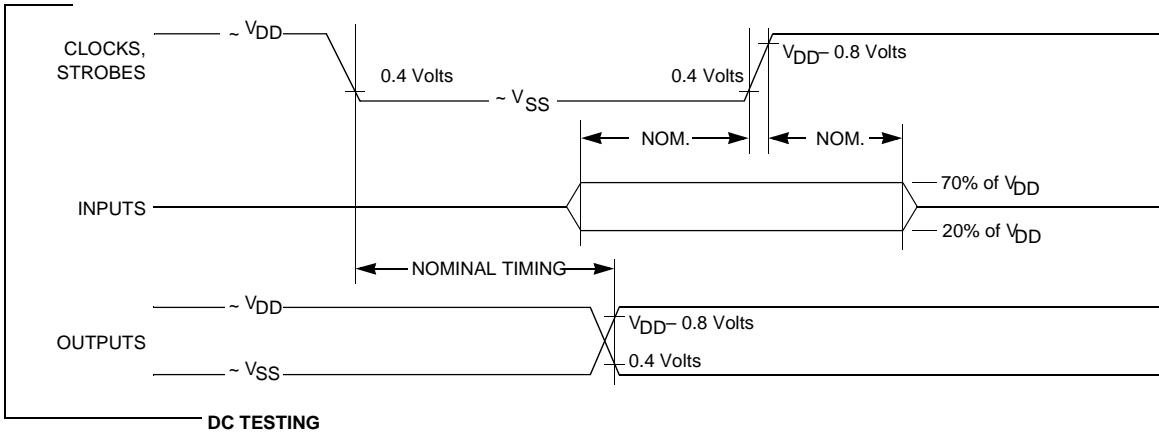 ~ VDD
CLOCKS,
STROBES
0.4 Volts
~ VSS
0.4 Volts
VDD – 0.8 Volts
NOM.
NOM.
INPUTS
70% of VDD
20% of VDD
NOMINAL TIMING
~ VDD
OUTPUTS
VDD – 0.8 Volts
0.4 Volts
~ VSS
DC TESTING